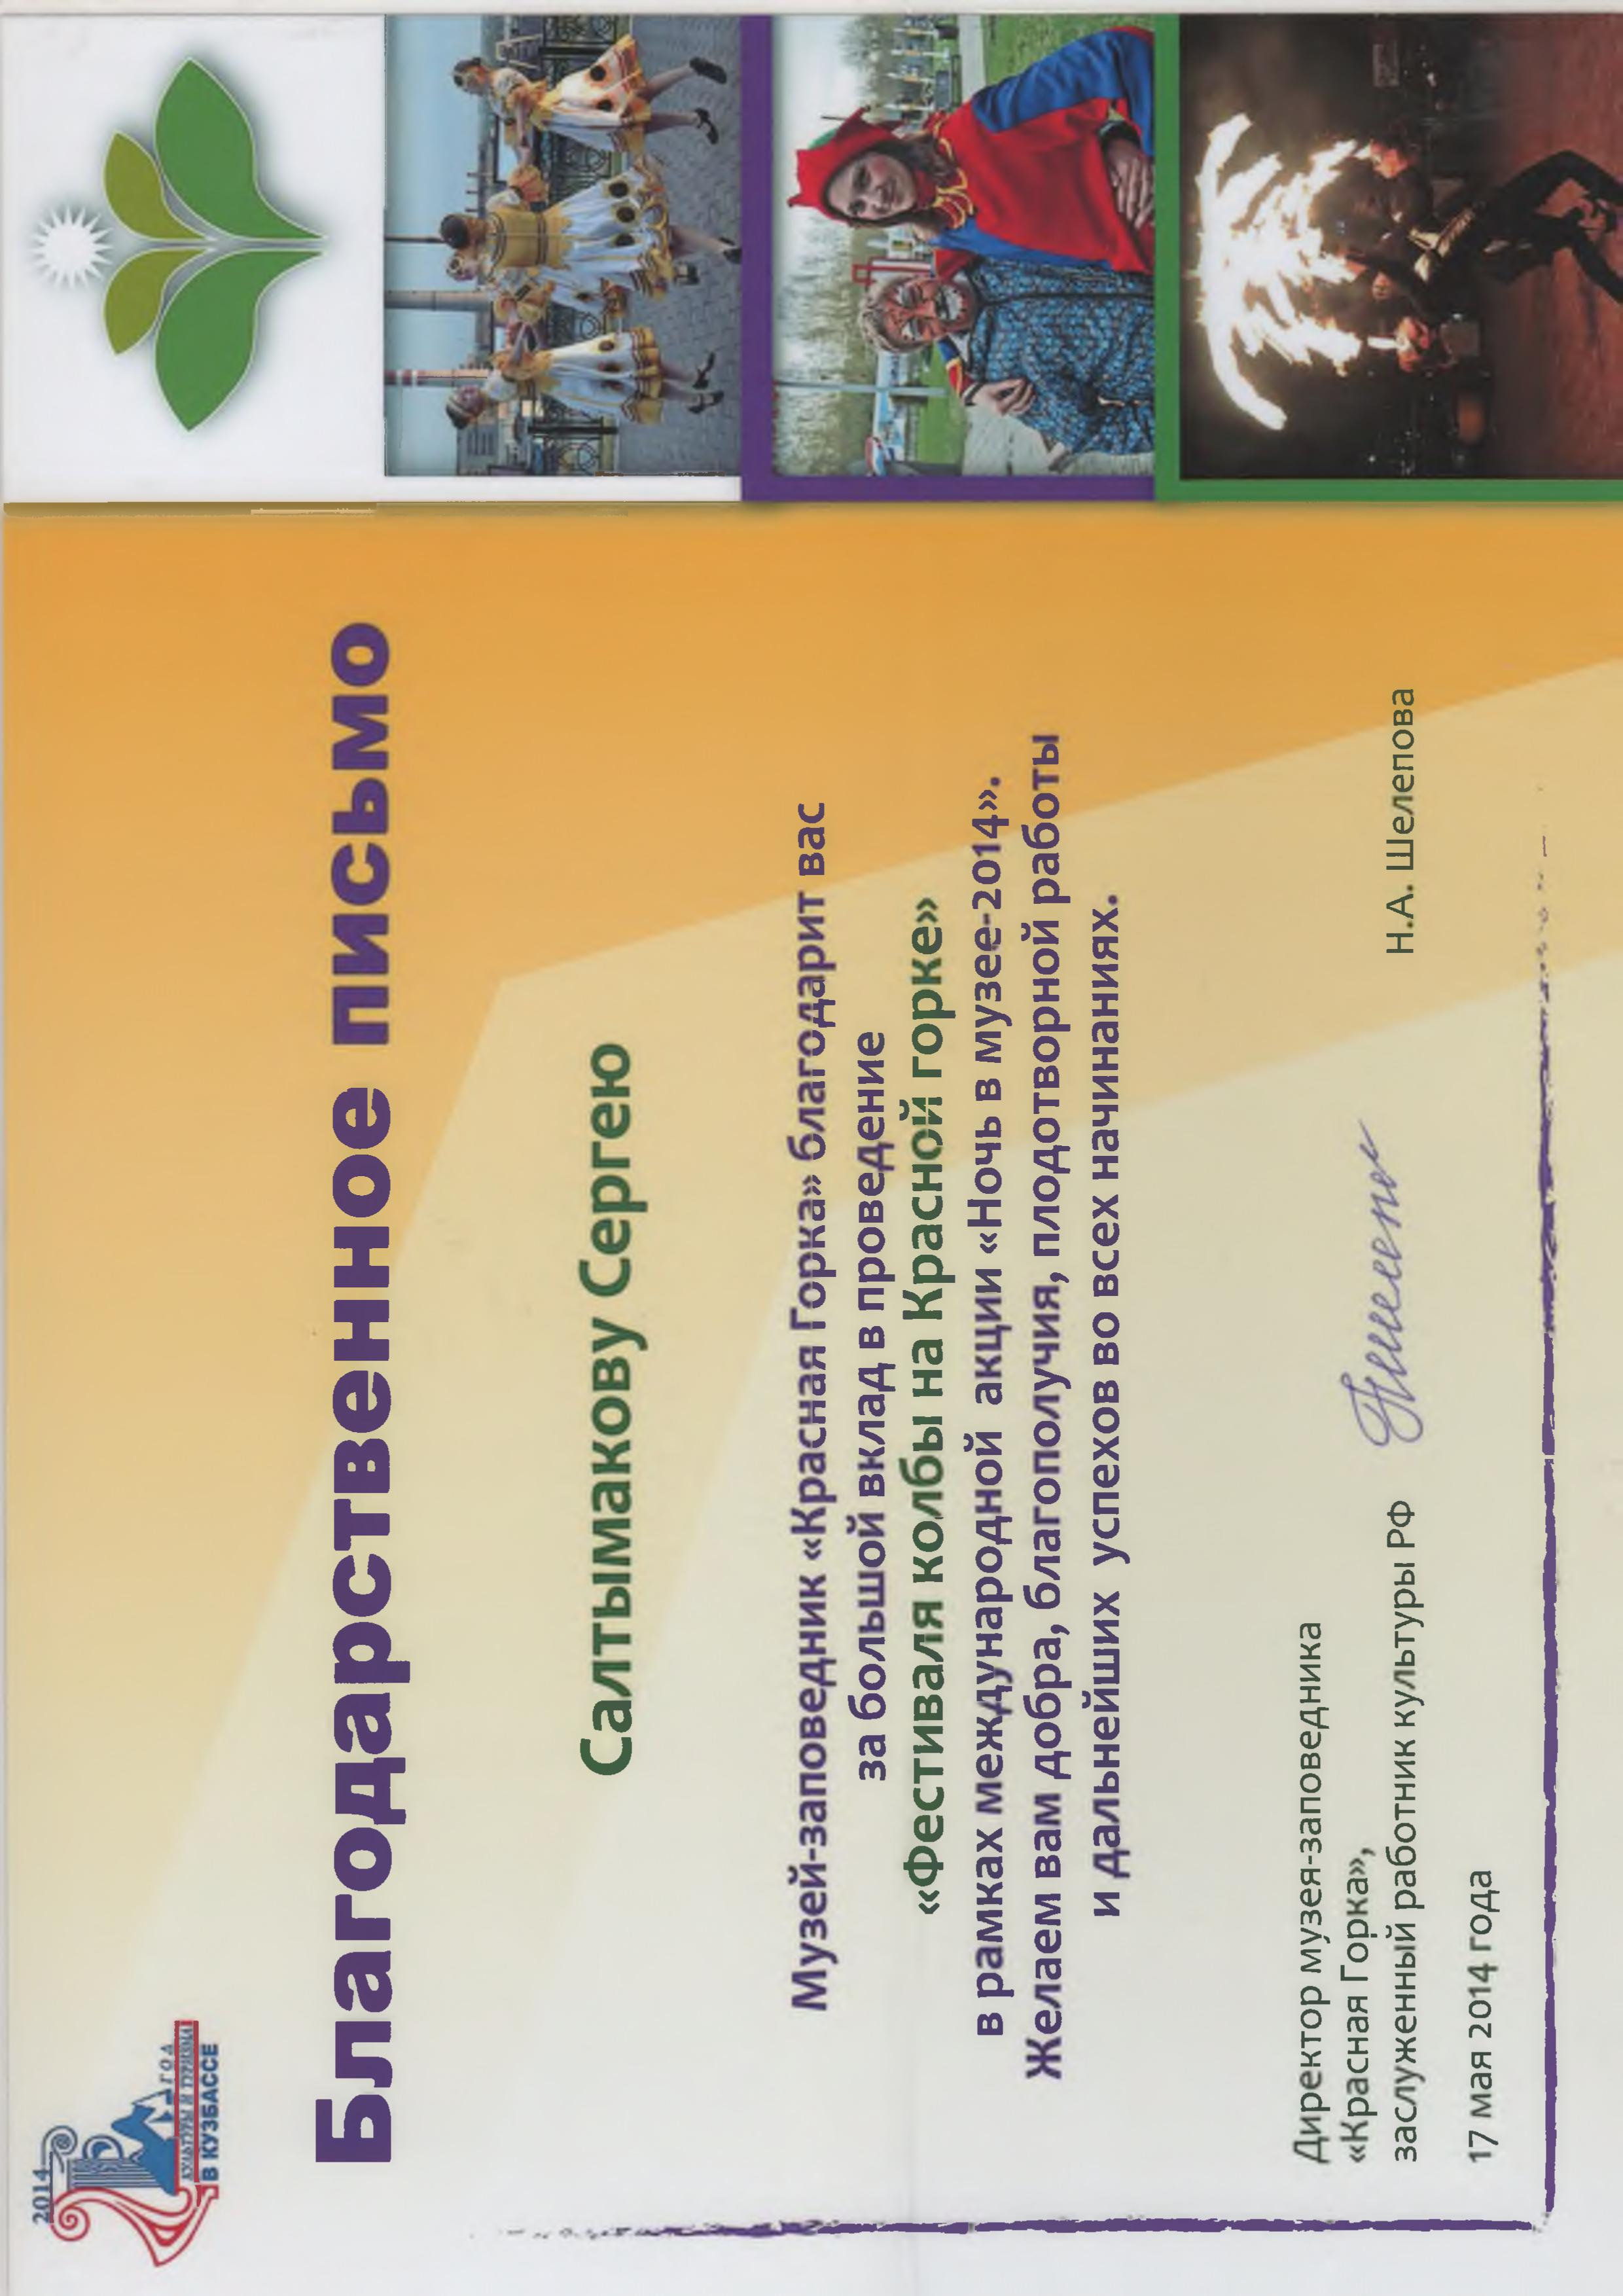 2014
ГОД
КУЛЬТУРЫ И ТУРИЗМА
В КУЗБАССЕ
Благодарственное письмо
Салтымакову Сергею
Музей-заповедник «Красная Горка» благодарит вас
за большой вклад в проведение
«Фестиваля колбы на Красной горке»
в рамках международной акции «Ночь в музее-2014».
Желаем вам добра, благополучия, плодотворной работы
и дальнейших успехов во всех начинаниях.
Директор музея-заповедника
«Красная Горка»,
заслуженный работник культуры РФ
Н.А. Шелепова
17 мая 2014 года